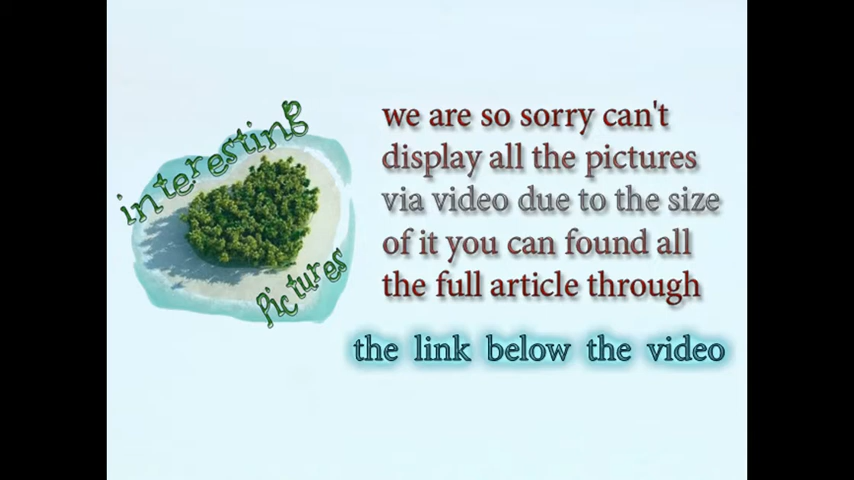 interesting
Pictures
we are so sorry can't
display all the pictures
via video due to the size
of it you can found all
the full article through
the link below the video